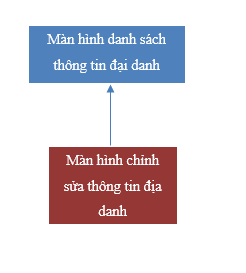 Màn hình danh sách
thông tin đại danh
Màn hình chỉnh
sửa thông tin địa
danh